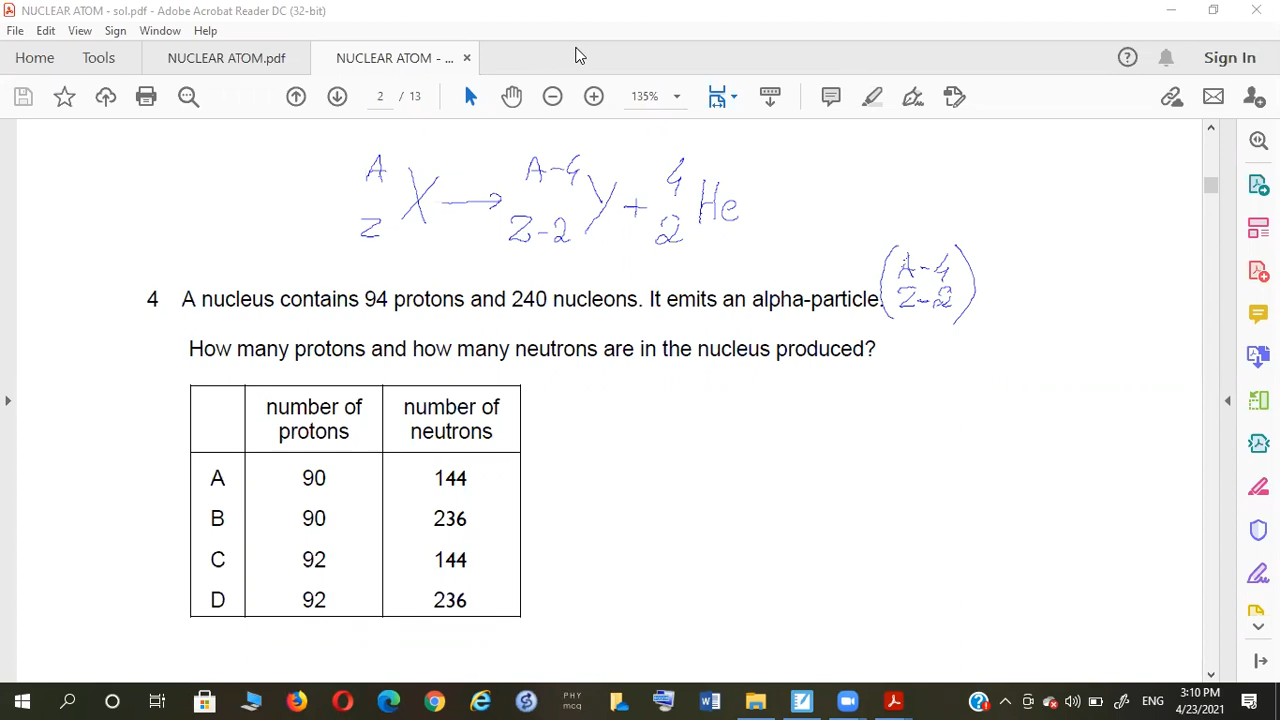 NUCLEAR ATOM - sol.pdf - Adobe Acrobat Reader DC (32-bit)
File Edit View Sign Window Help
Home Tools NUCLEAR ATOM.pdf NUCLEAR ATOM - ... × Sign In
2 / 13 135%
A A-4 4
X → Y + He
Z Z-2 2
(A-4
Z-2)
4 A nucleus contains 94 protons and 240 nucleons. It emits an alpha-particle.
How many protons and how many neutrons are in the nucleus produced?
number of protons number of neutrons
A 90 144
B 90 236
C 92 144
D 92 236
PHY
mcq
ENG
3:10 PM
4/23/2021